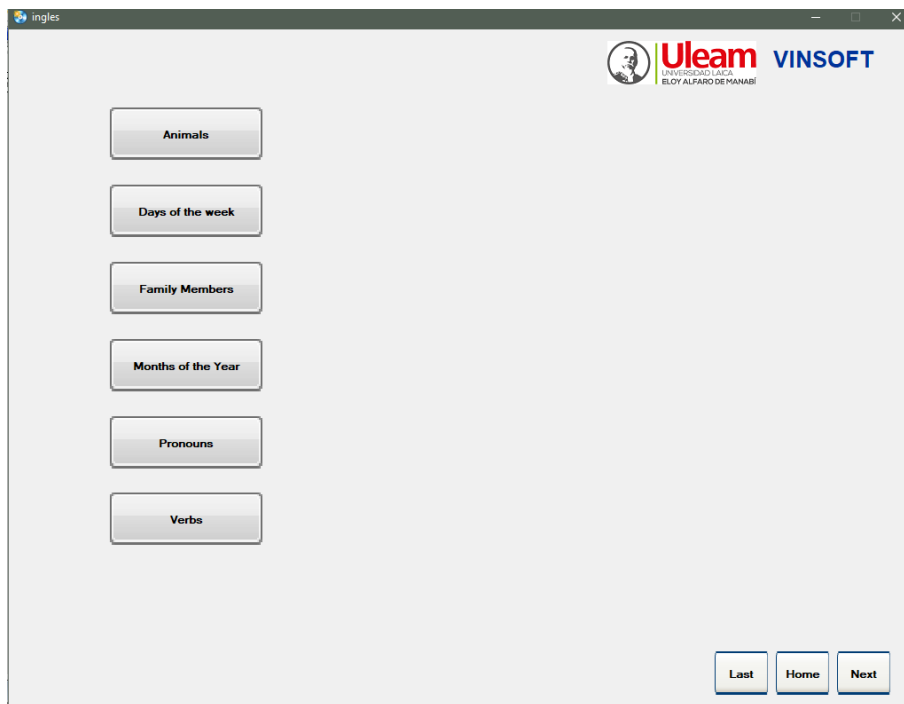 ingles
Uleam
UNIVERSIDAD LAICA
ELOY ALFARO DE MANABÍ
VINSOFT
Animals
Days of the week
Family Members
Months of the Year
Pronouns
Verbs
Last
Home
Next